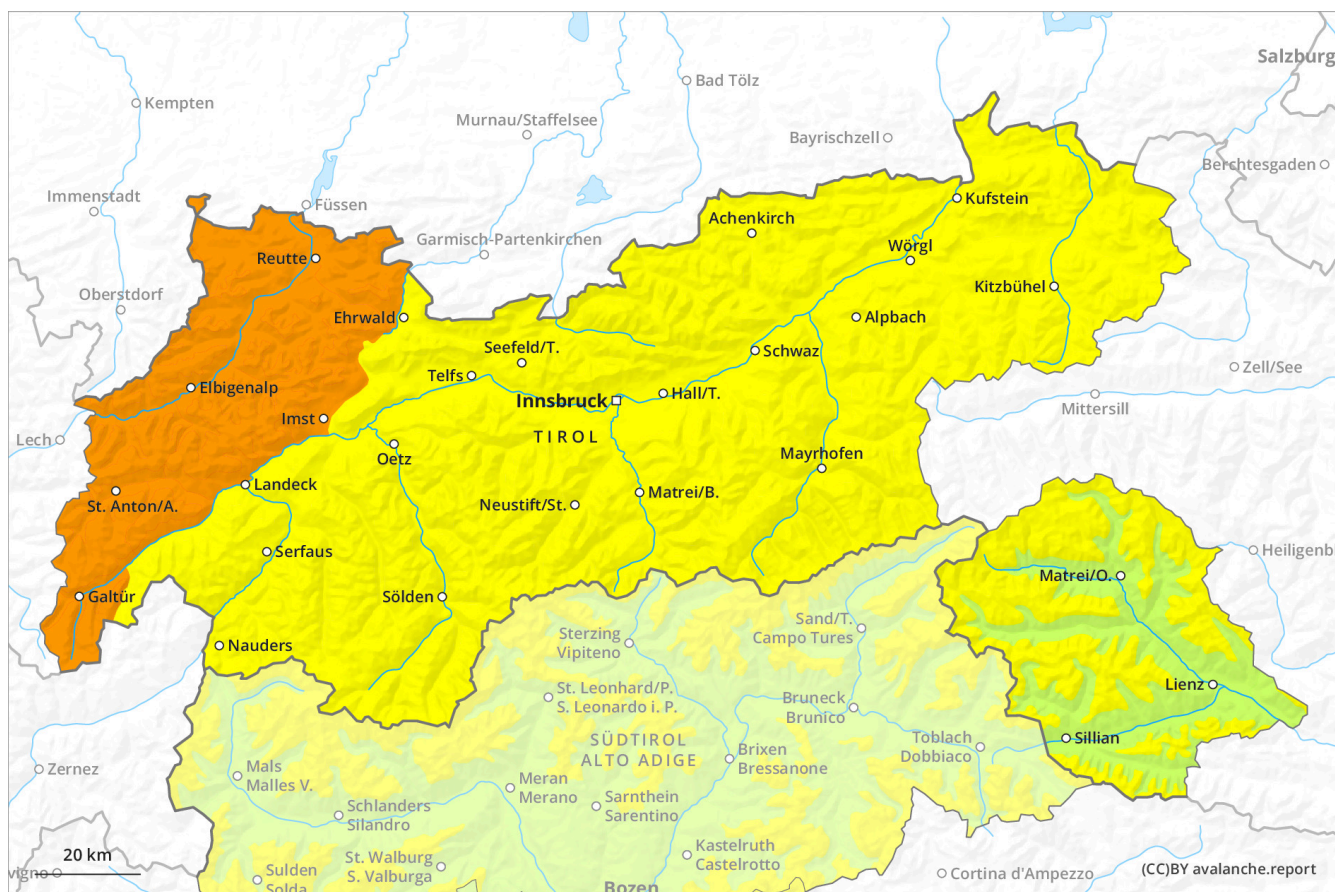 Salzburg
Bad Tölz
Kempten
Murnau/Staffelsee
Bayrischzell
Berchtesgaden
Immenstadt
Füssen
Kufstein
Achenkirch
Garmisch-Partenkirchen
Wörgl
Reutte
Kitzbühel
Oberstdorf
Ehrwald
Alpbach
Seefeld/T.
Schwaz
Zell/See
Telfs
Elbigenalp
Hall/T.
Innsbruck
Mittersill
Imst
TIROL
Lech
Oetz
Mayrhofen
Landeck
Matrei/B.
St. Anton/A.
Neustift/St.
Serfaus
Heiligenb
Matrei/O.
Galtür
Sölden
Sand/T.
Campo Tures
Sterzing
Vipiteno
Nauders
Lienz
St. Leonhard/P.
S. Leonardo i. P.
Bruneck
Brunico
SÜDTIROL
ALTO ADIGE
Toblach
Dobbiaco
Sillian
Brixen
Bressanone
Zernez
Mals
Malles V.
Meran
Merano
Sarnthein
Sarentino
Schlanders
Silandro
Kastelruth
Castelrotto
20 km
St. Walburg
S. Valburga
vigno
Sulden
Solda
Cortina d'Ampezzo
(CC)BY avalanche.report
Bozen